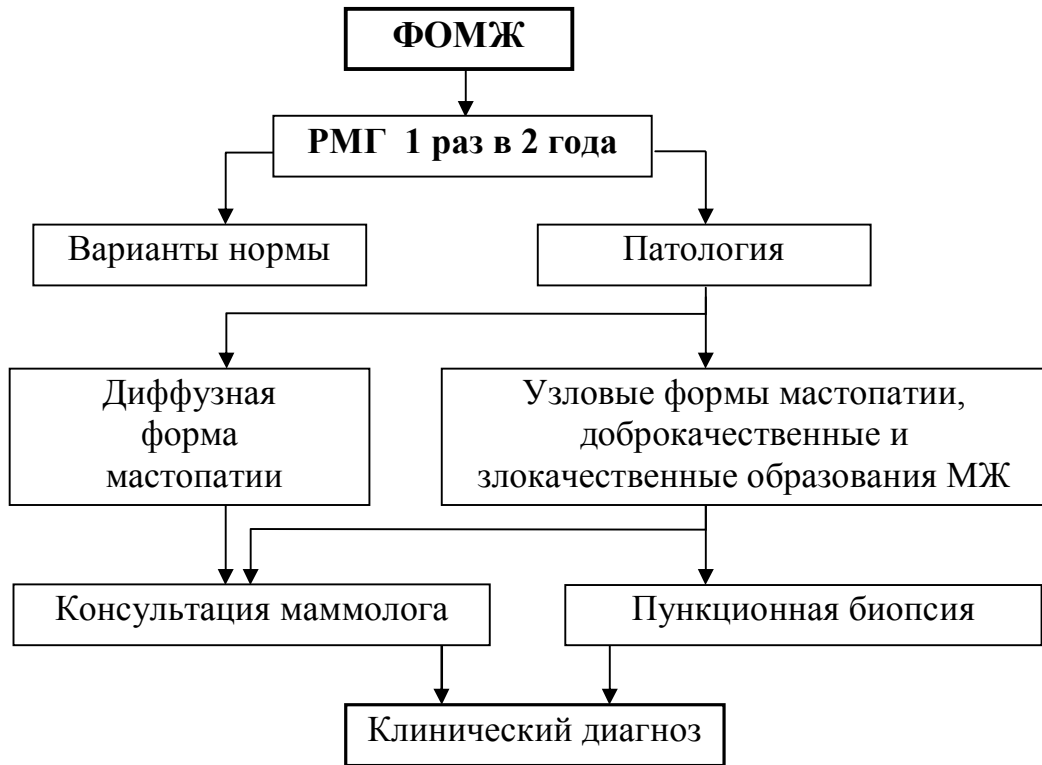 ФОМЖ
РМГ 1 раз в 2 года
Варианты нормы
Патология
Диффузная
форма
мастопатии
Узловые формы мастопатии,
доброкачественные и
злокачественные образования МЖ
Консультация маммолога
Пункционная биопсия
Клинический диагноз